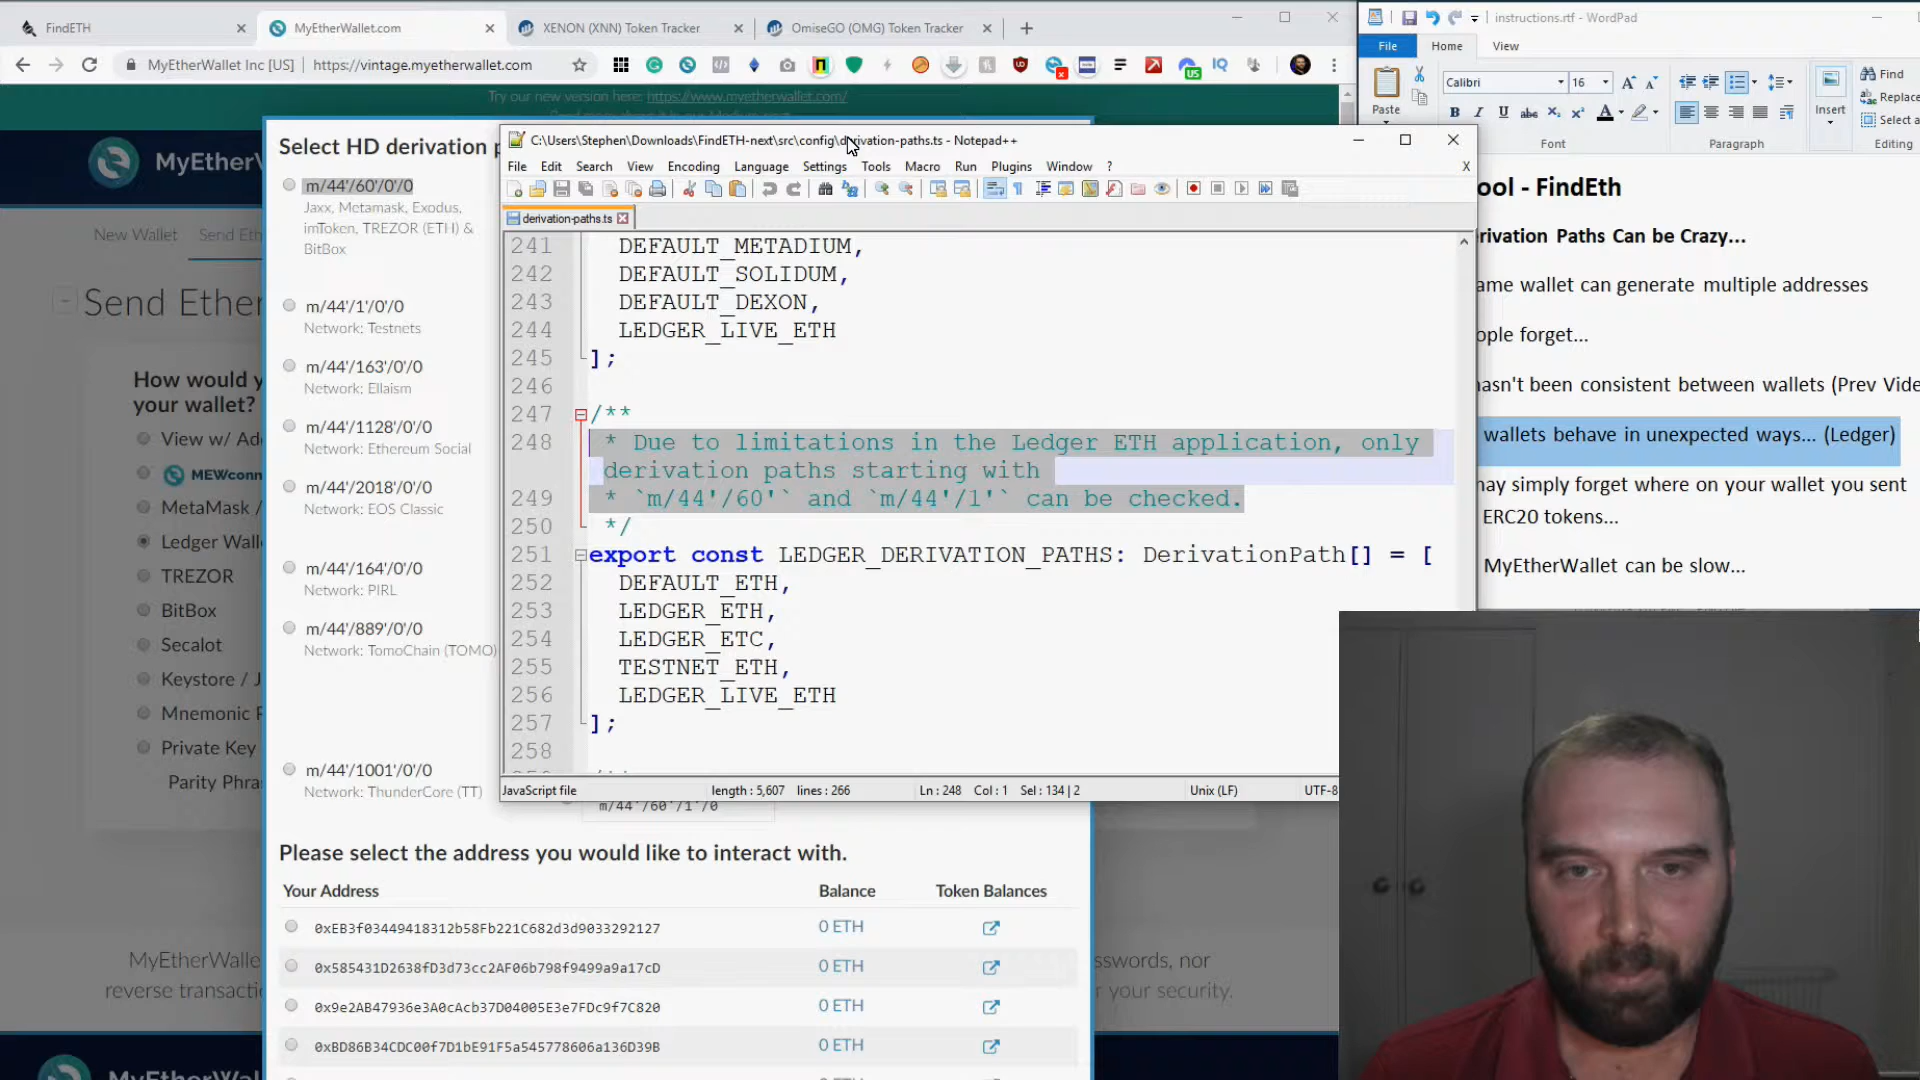 FindETH
MyEtherWallet.com
XENON (XNN) Token Tracker
OmiseGO (OMG) Token Tracker
MyEtherWallet Inc [US]
https://vintage.myetherwallet.com
Try our new version here: https://www.myetherwallet.com/
instructions.rtf - WordPad
File
Home
View
Paste
Calibri
16
Insert
Find
Replace
Select a
Font
Paragraph
Editing
MyEtherW
New Wallet
Send Eth
Send Ether
How would y
your wallet?
View w/ Ad
MEWconn
MetaMask /
Ledger Wall
TREZOR
BitBox
Secalot
Keystore / J
Mnemonic P
Private Key
Parity Phra
Select HD derivation p
m/44'/60'/0'/0
Jaxx, Metamask, Exodus,
imToken, TREZOR (ETH) &
BitBox
m/44'/1'/0'/0
Network: Testnets
m/44'/163'/0'/0
Network: Ellaism
m/44'/1128'/0'/0
Network: Ethereum Social
m/44'/2018'/0'/0
Network: EOS Classic
m/44'/164'/0'/0
Network: PIRL
m/44'/889'/0'/0
Network: TomoChain (TOMO)
m/44'/1001'/0'/0
Network: ThunderCore (TT)
m/44'/60'/1'/0
C:\Users\Stephen\Downloads\FindETH-next\src\config\derivation-paths.ts - Notepad++
File Edit Search View Encoding Language Settings Tools Macro Run Plugins Window ? X
derivation-paths.ts
241 DEFAULT_METADIUM,
242 DEFAULT_SOLIDUM,
243 DEFAULT_DEXON,
244 LEDGER_LIVE_ETH
245 ];
246
247 /**
248 * Due to limitations in the Ledger ETH application, only
derivation paths starting with
249 * `m/44'/60'` and `m/44'/1'` can be checked.
250 */
251 export const LEDGER_DERIVATION_PATHS: DerivationPath[] = [
252 DEFAULT_ETH,
253 LEDGER_ETH,
254 LEDGER_ETC,
255 TESTNET_ETH,
256 LEDGER_LIVE_ETH
257 ];
258
JavaScript file
length : 5,607 lines : 266
Ln : 248 Col : 1 Sel : 134 | 2
Unix (LF)
UTF-8
ool - FindEth
rivation Paths Can be Crazy...
ame wallet can generate multiple addresses
ople forget...
asn't been consistent between wallets (Prev Vide
wallets behave in unexpected ways... (Ledger)
nay simply forget where on your wallet you sent
ERC20 tokens...
MyEtherWallet can be slow...
Please select the address you would like to interact with.
Your Address
Balance
Token Balances
0xEB3f03449418312b58Fb221C682d3d9033292127
0 ETH
0x585431D2638fD3d73cc2AF06b798f9499a9a17cD
0 ETH
0x9e2AB47936e3A0cAcb37D04005E3e7FDc9f7C820
0 ETH
0xBD86B34CDC00f7D1bE91F5a545778606a136D39B
0 ETH
MyEtherWalle
reverse transactic
sswords, nor
r your security.
MyEtherWal